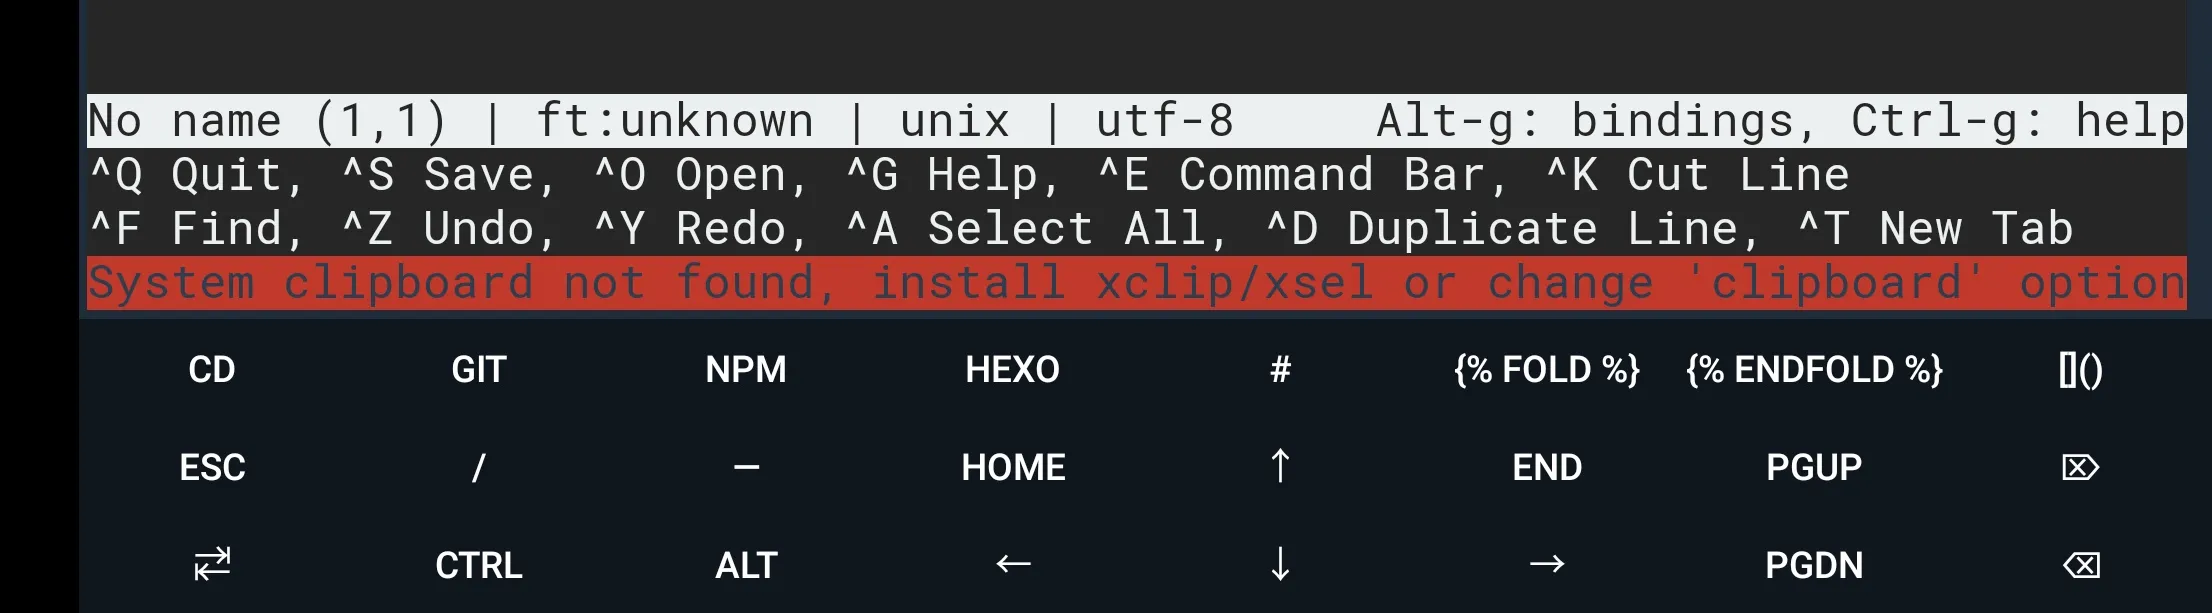 No name (1,1) | ft:unknown | unix | utf-8     Alt-g: bindings, Ctrl-g: help
^Q Quit, ^S Save, ^O Open, ^G Help, ^E Command Bar, ^K Cut Line
^F Find, ^Z Undo, ^Y Redo, ^A Select All, ^D Duplicate Line, ^T New Tab
System clipboard not found, install xclip/xsel or change 'clipboard' option
CD GIT NPM HEXO # {% FOLD %} {% ENDFOLD %} []()
ESC / — HOME ↑ END PGUP ⌦
⇄ CTRL ALT ← ↓ → PGDN ⌫